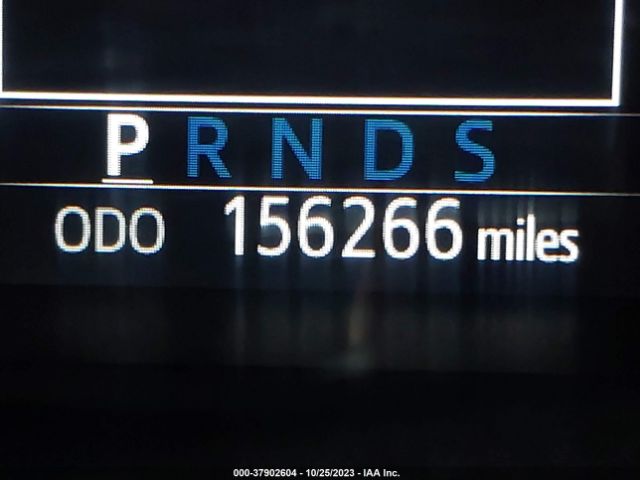 P R N D S
ODO 156266 miles
000-37902604 - 10/25/2023 - IAA Inc.